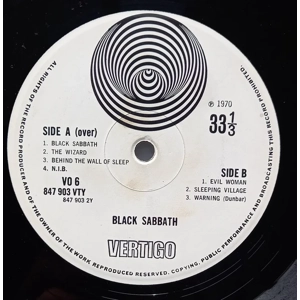 ALL RIGHTS OF THE RECORD PRODUCER AND OF THE OWNER OF THE WORK REPRODUCED RESERVED. COPYING, PUBLIC PERFORMANCE AND BROADCASTING THIS RECORD PROHIBITED.
℗ 1970
33 1/3
SIDE A (over)
1. BLACK SABBATH
2. THE WIZARD
3. BEHIND THE WALL OF SLEEP
4. N.I.B.
VO 6
847 903 VTY
847 903 2Y
SIDE B
1. EVIL WOMAN
2. SLEEPING VILLAGE
3. WARNING (Dunbar)
BLACK SABBATH
VERTIGO